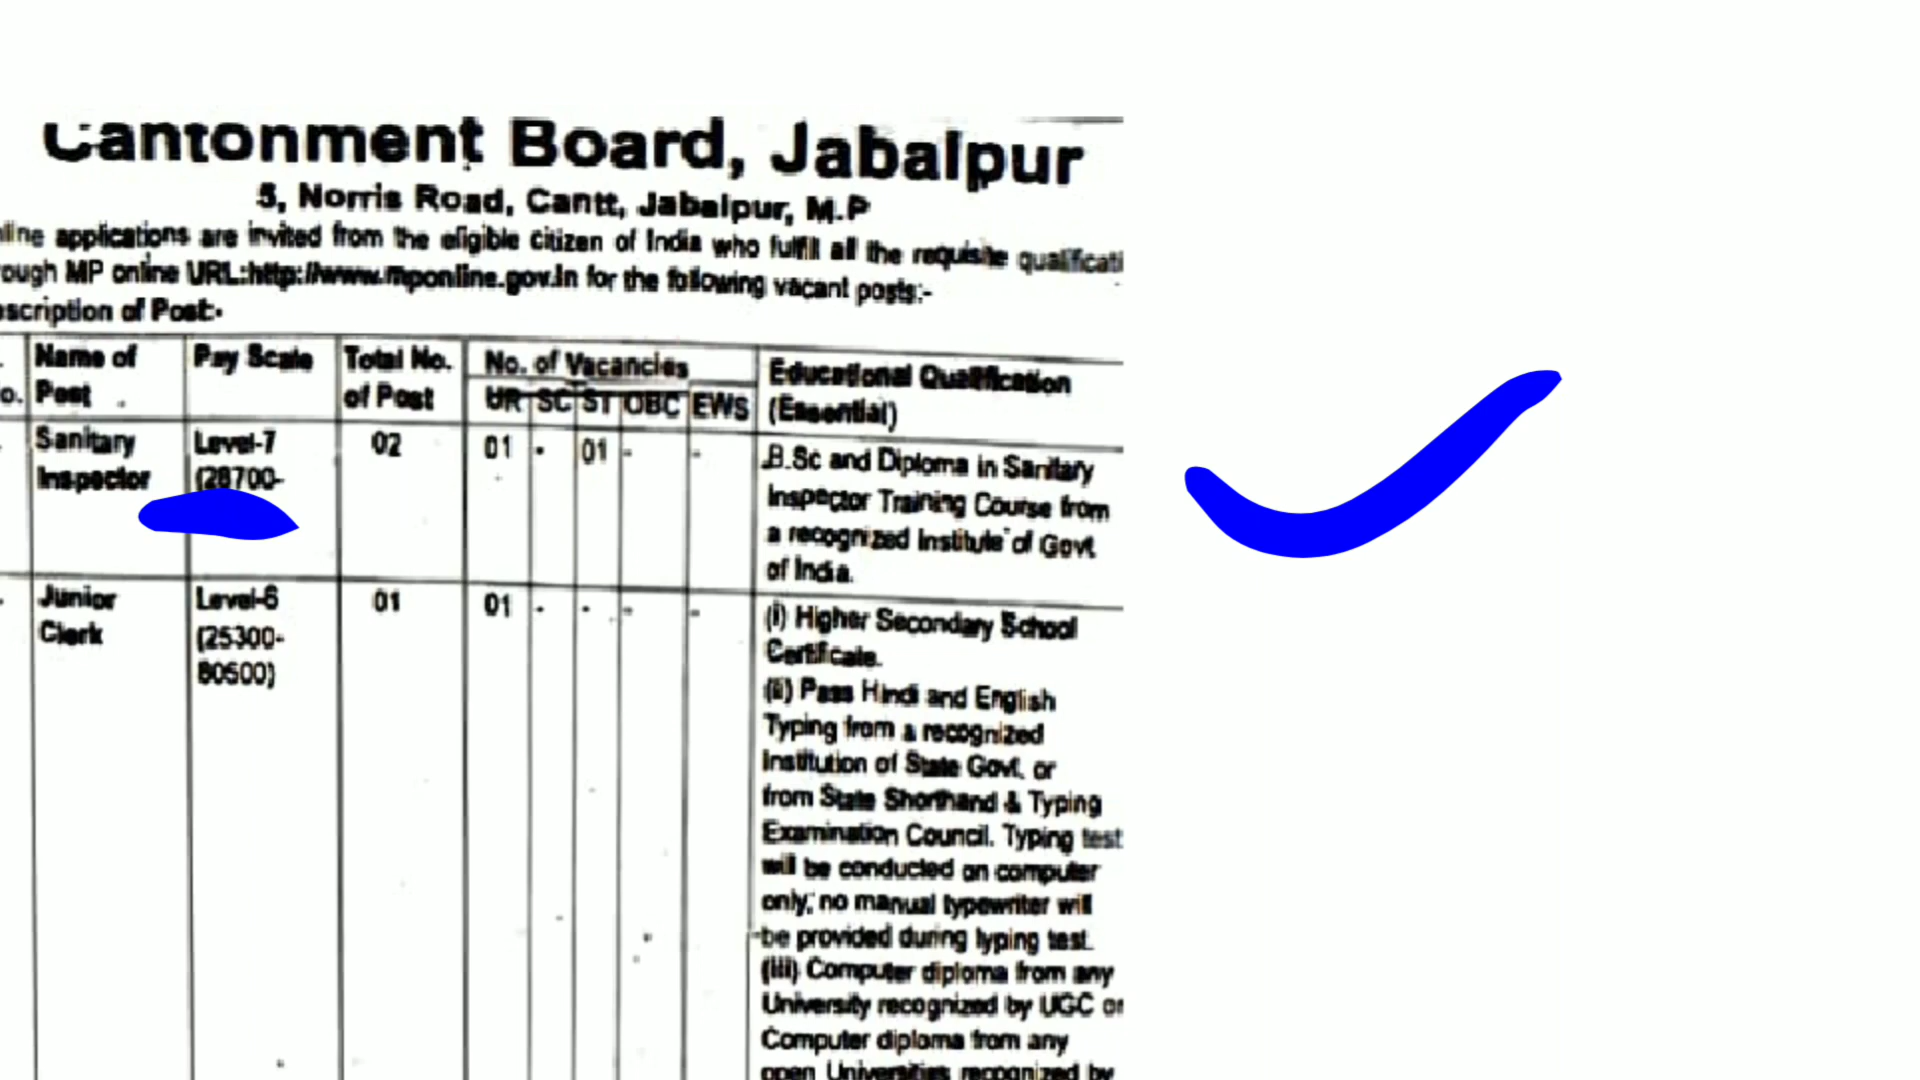 Cantonment Board, Jabalpur
5, Norris Road, Cantt, Jabalpur, M.P
applications are invited from the eligible citizen of India who fulfill all the requisite
MP online URL:http://www.mponline.gov.in for the following vacant posts:-
of Post:-
Name of Post
Pay Scale
Total No. of Post
No. of Vacancies
UR SC ST OBC EWS
Educational Qualification (Essential)
Sanitary Inspector
Level-7 (28700-
02
01 - 01 - -
B.Sc and Diploma in Sanitary
Inspector Training Course from
a recognized Institute of Govt
of India.
Junior Clerk
Level-6 (25300-80500)
01
01 - - - -
(i) Higher Secondary School
Certificate.
(ii) Pass Hindi and English
Typing from a recognized
Institution of State Govt. or
from State Shorthand & Typing
Examination Council. Typing test
will be conducted on computer
only; no manual typewriter will
be provided during typing test.
(iii) Computer diploma from any
University recognized by UGC or
Computer diploma from any
open Universities recognized by